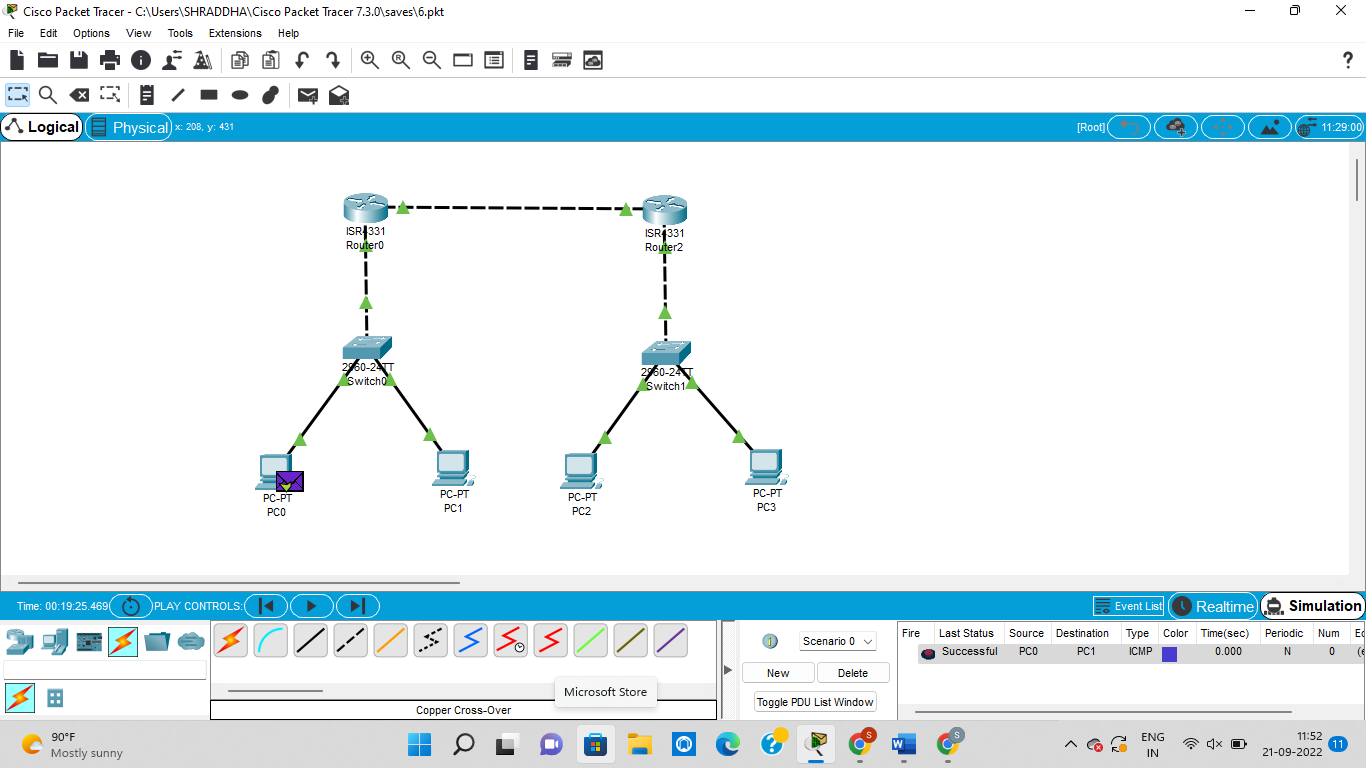 Cisco Packet Tracer - C:\Users\SHRADDHA\Cisco Packet Tracer 7.3.0\saves\6.pkt
File Edit Options View Tools Extensions Help
R
?
Logical Physical x: 208, y: 431 [Root] 11:29:00
ISR4331
Router0
ISR4331
Router2
2960-24TT
Switch0
2960-24TT
Switch1
PC-PT
PC0
PC-PT
PC1
PC-PT
PC2
PC-PT
PC3
Time: 00:19:25.469 PLAY CONTROLS: Event List Realtime Simulation
Scenario 0
New Delete
Toggle PDU List Window
Fire Last Status Source Destination Type Color Time(sec) Periodic Num Ec
Successful PC0 PC1 ICMP 0.000 N 0 (e
Microsoft Store
Copper Cross-Over
90°F
Mostly sunny
S
S
ENG
IN
11:52
21-09-2022
11